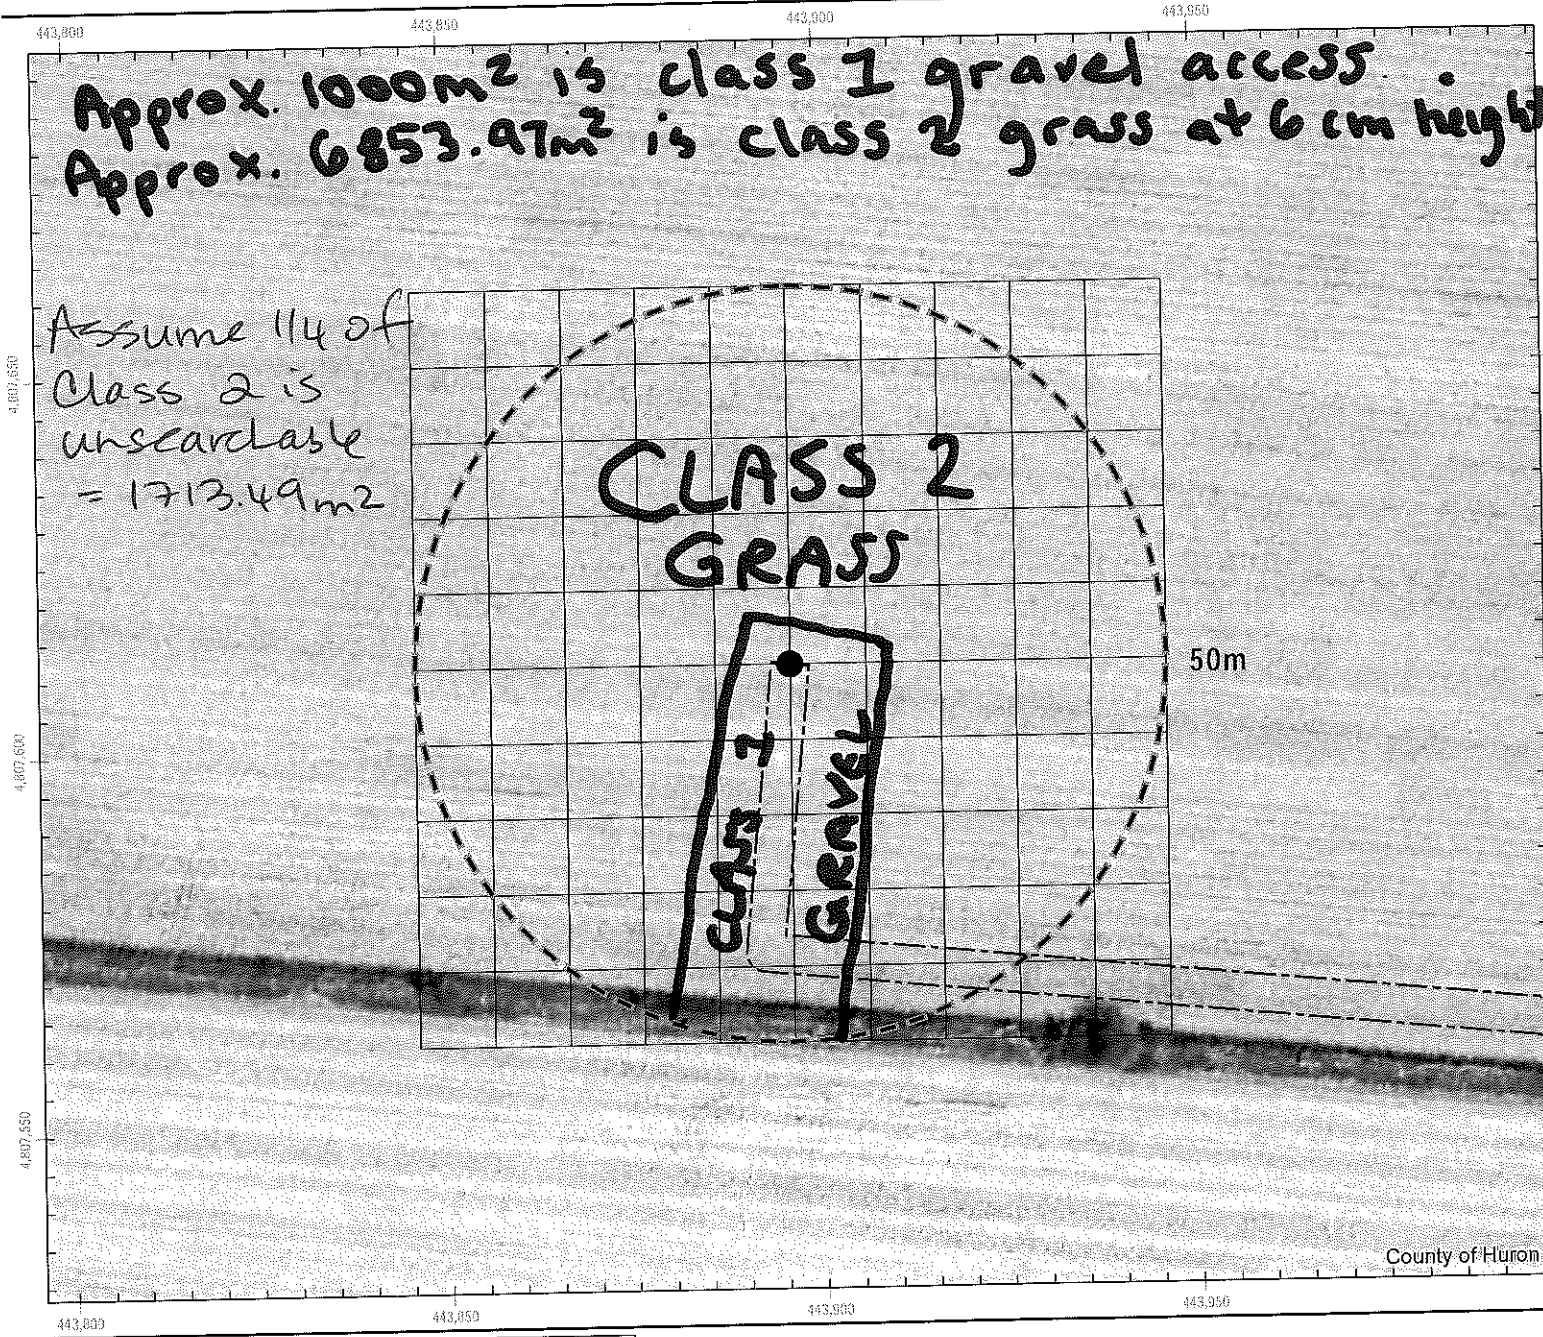 443,800 443,850 443,900 443,950
Approx. 1000m² is class 1 gravel access.
Approx. 6853.97m² is class 2 grass at 6 cm height
Assume 1/4 of
Class 2 is
unsearchable
= 1713.49m2
4,807,650
CLASS 2
GRASS
50m
4,807,600
CLASS 1
GRAVEL
4,807,550
County of Huron
443,800 443,850 443,900 443,950